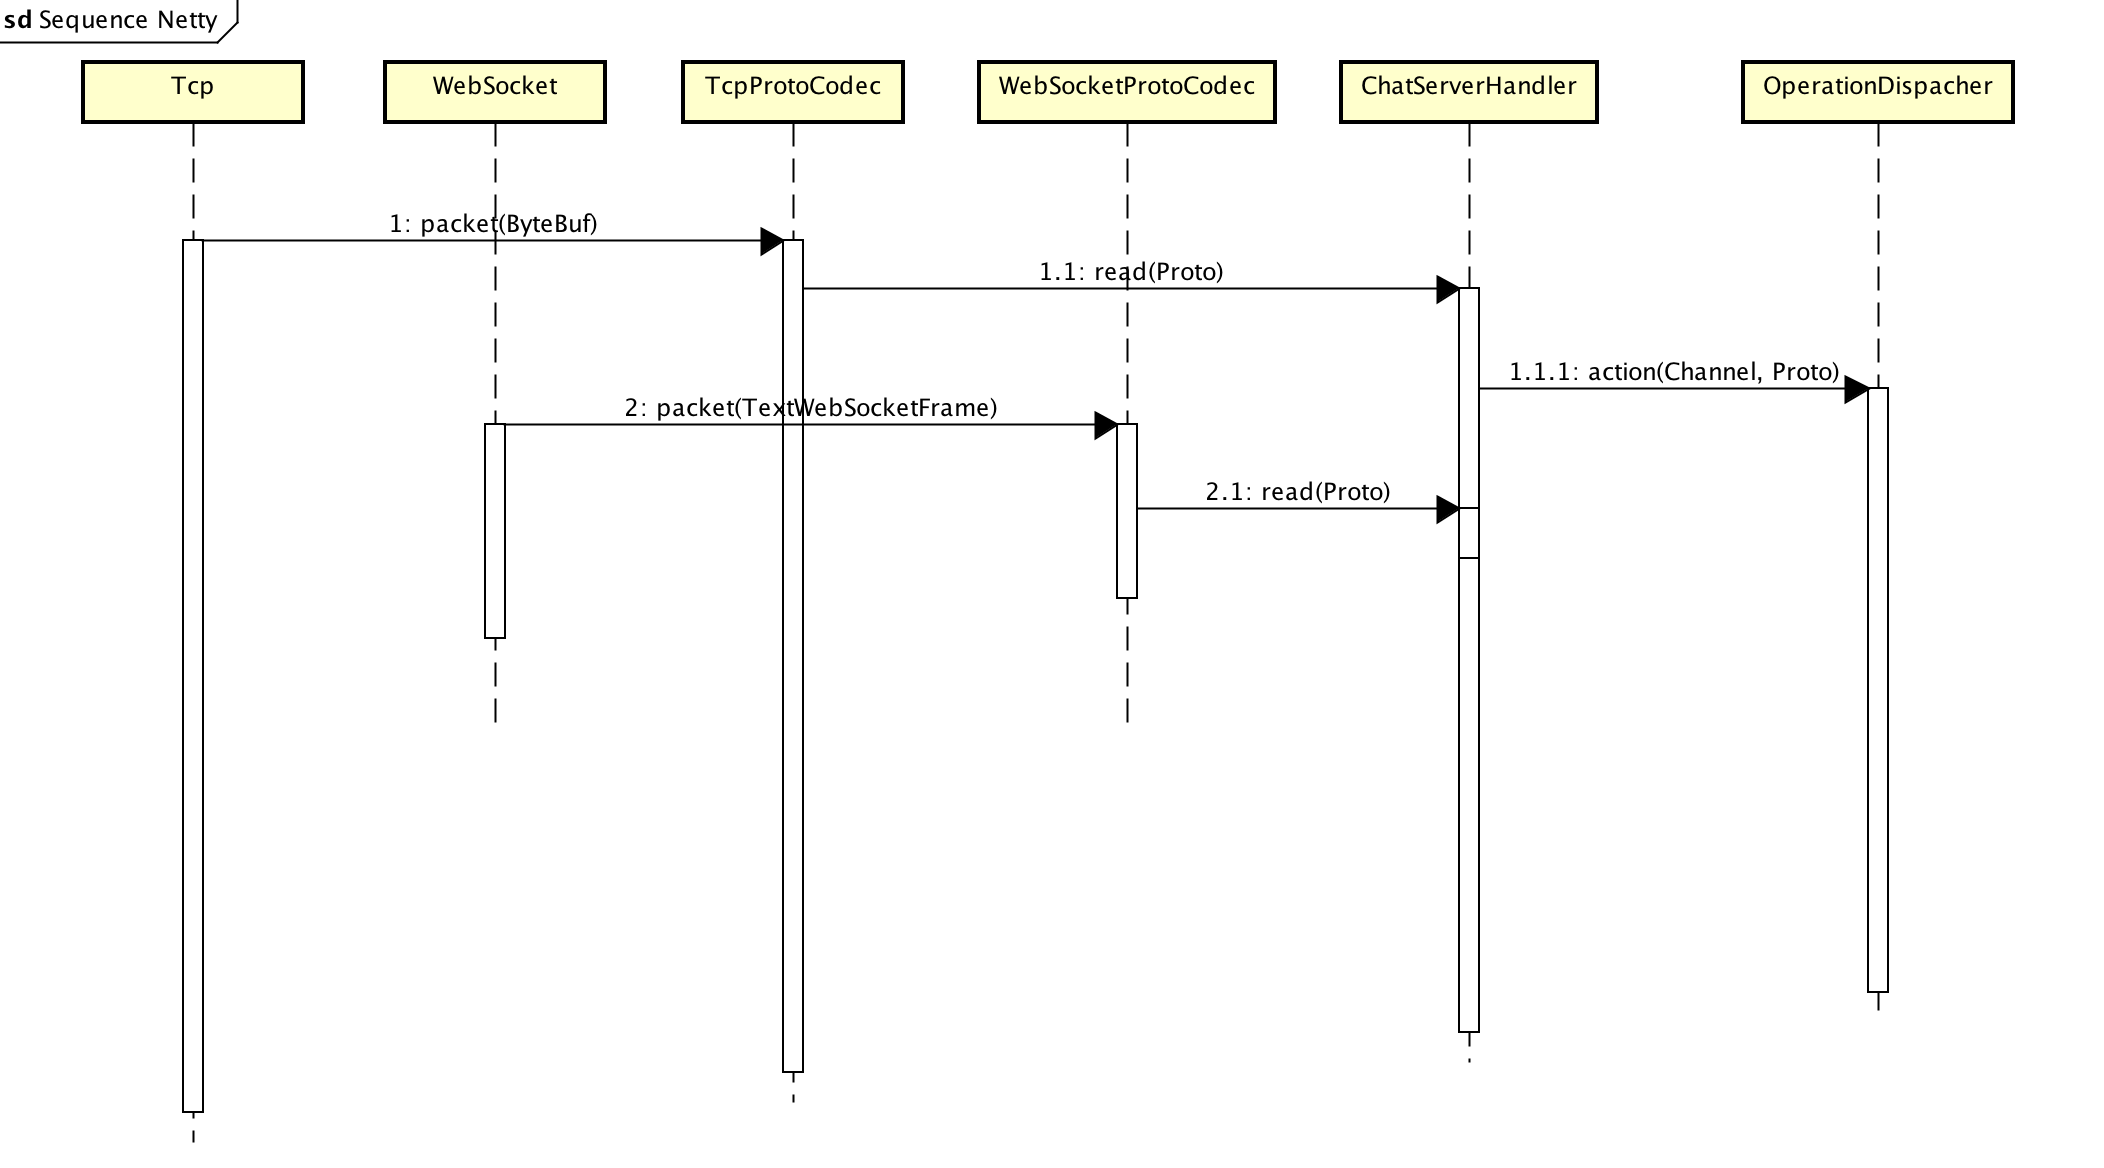 sd Sequence Netty
Tcp
WebSocket
TcpProtoCodec
WebSocketProtoCodec
ChatServerHandler
OperationDispacher
1: packet(ByteBuf)
1.1: read(Proto)
1.1.1: action(Channel, Proto)
2: packet(TextWebSocketFrame)
2.1: read(Proto)